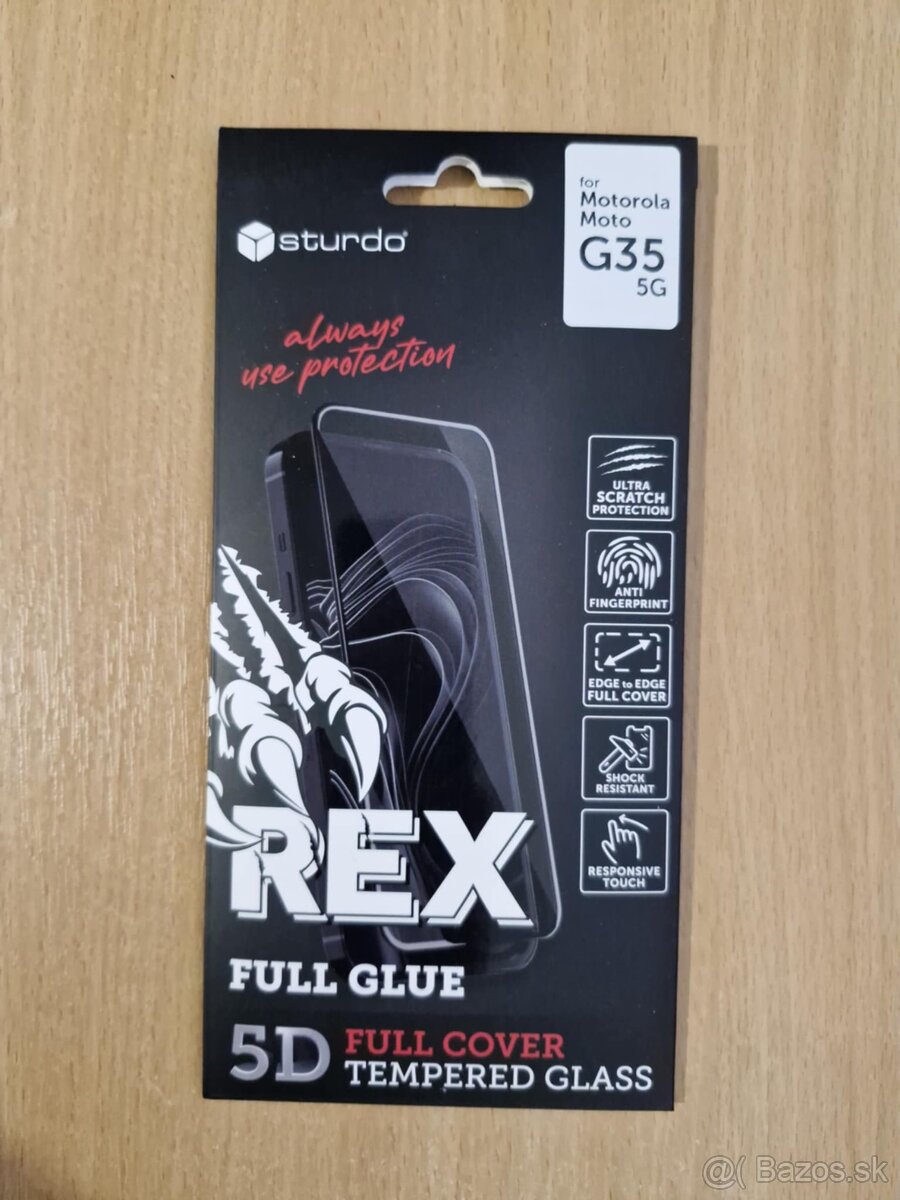 sturdo
for
Motorola
Moto
G35
5G
always
use protection
ULTRA
SCRATCH
PROTECTION
ANTI
FINGERPRINT
EDGE to EDGE
FULL COVER
SHOCK
RESISTANT
RESPONSIVE
TOUCH
REX
FULL GLUE
5D
FULL COVER
TEMPERED GLASS
@( Bazos.sk